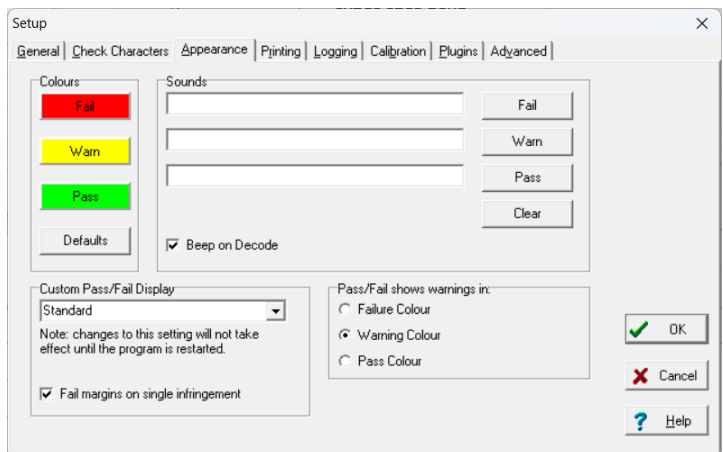 Setup
General Check Characters Appearance Printing Logging Calibration Plugins Advanced
Colours
Fail
Warn
Pass
Defaults
Sounds
Fail
Warn
Pass
Clear
Beep on Decode
Custom Pass/Fail Display
Standard
Note: changes to this setting will not take
effect until the program is restarted.
Fail margins on single infringement
Pass/Fail shows warnings in:
Failure Colour
Warning Colour
Pass Colour
OK
Cancel
Help